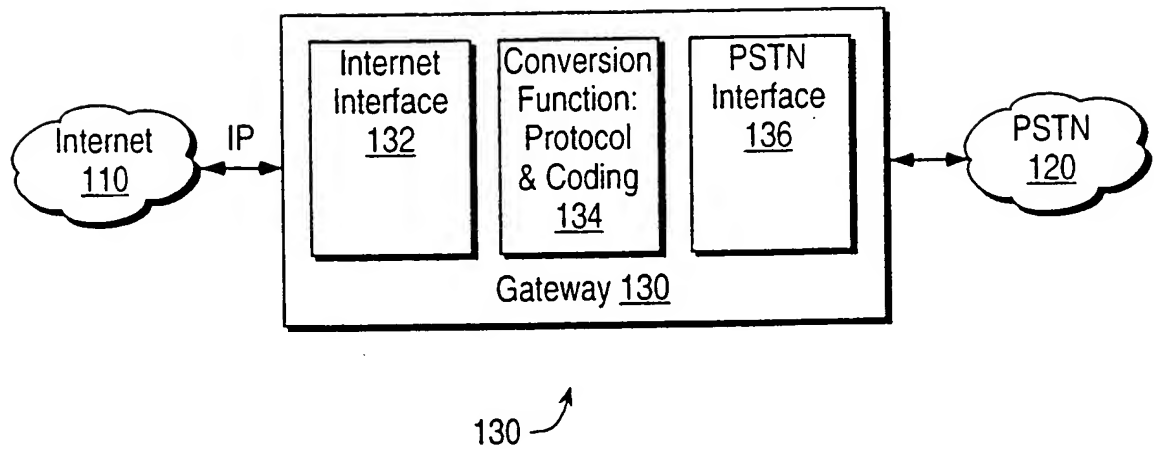 Internet
110
IP
Internet
Interface
132
Conversion
Function:
Protocol
& Coding
134
PSTN
Interface
136
Gateway 130
PSTN
120
130